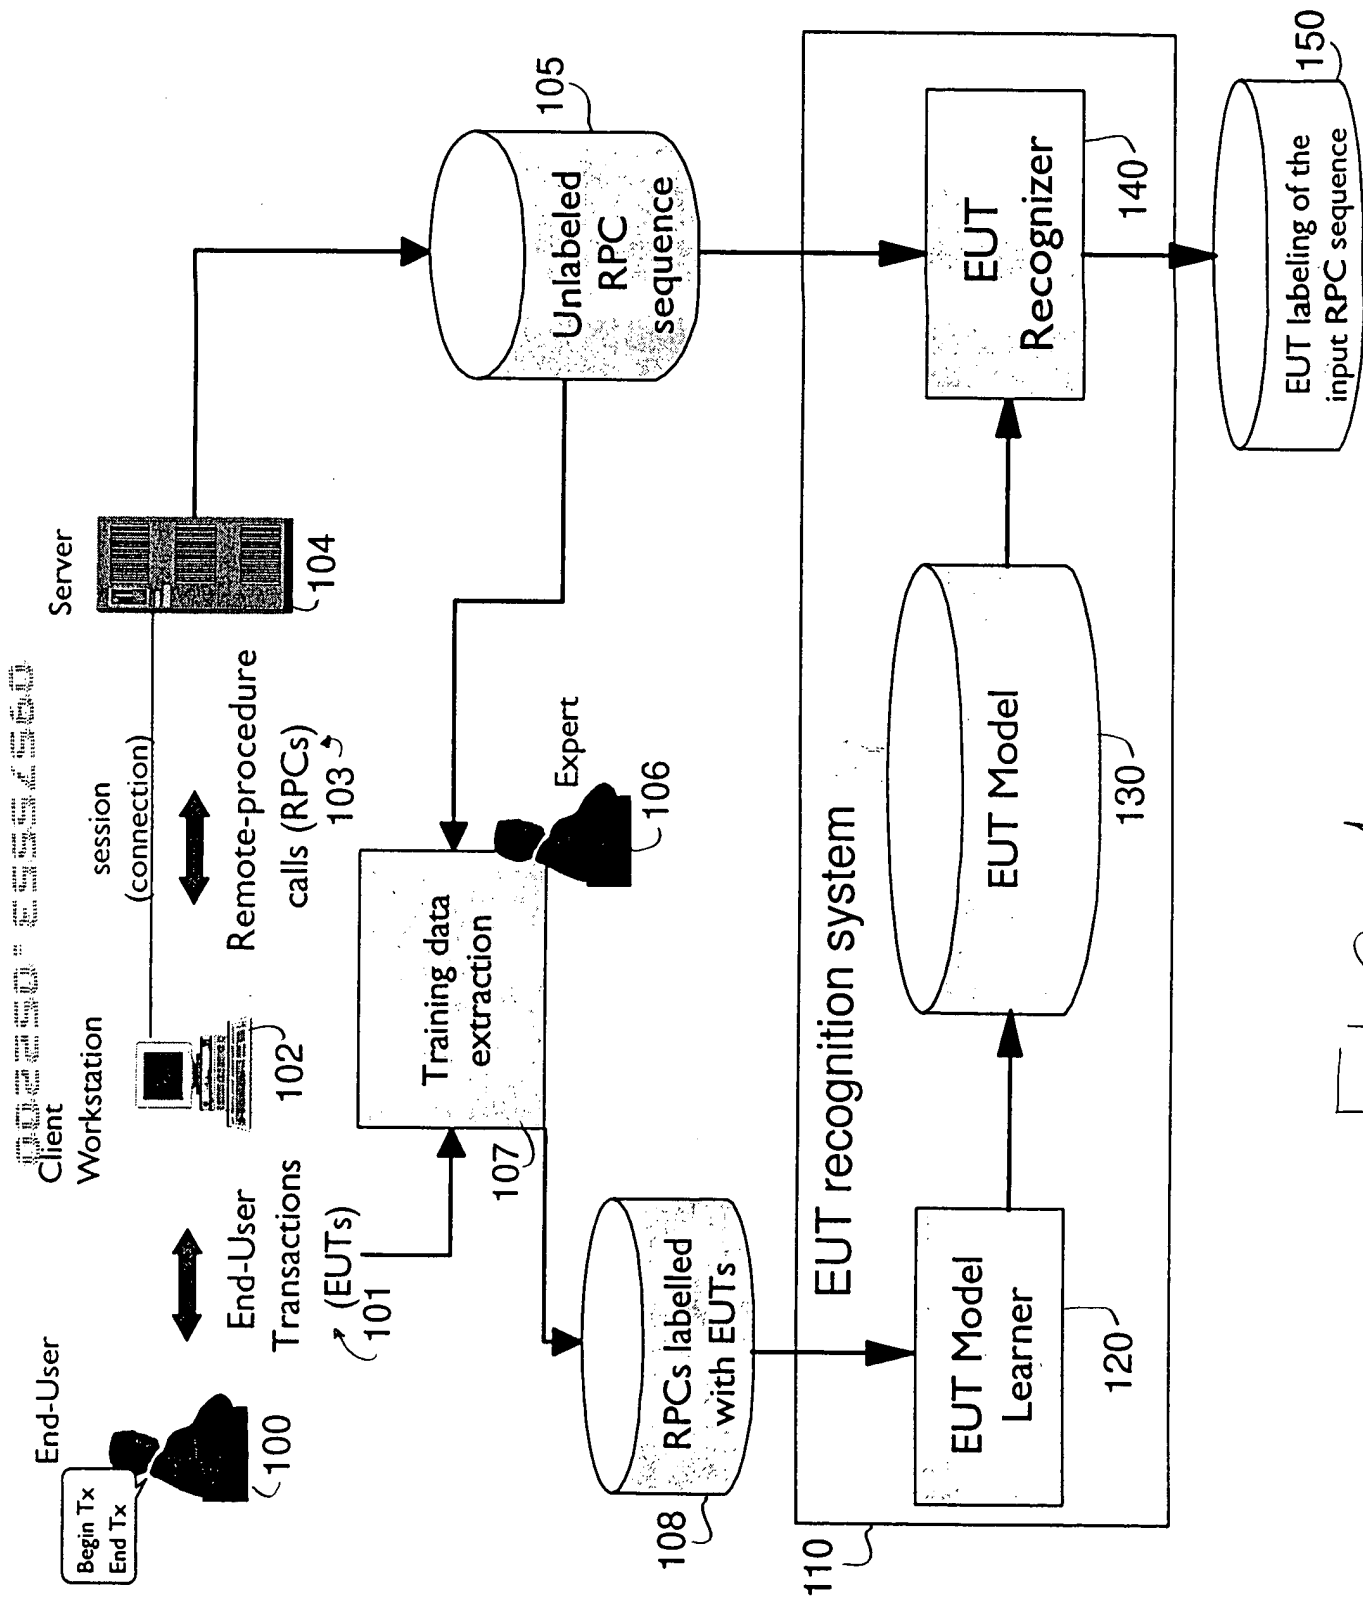 End-User
Begin Tx
End Tx
100
End-User
Transactions
(EUTs)
101
Client
Workstation
102
session
(connection)
Remote-procedure
calls (RPCs)
103
Server
104
Unlabeled
RPC
sequence
105
Training data
extraction
107
Expert
106
RPCs labelled
with EUTs
108
EUT recognition system
110
EUT Model
Learner
120
EUT Model
130
EUT
Recognizer
140
EUT labeling of the
input RPC sequence
150